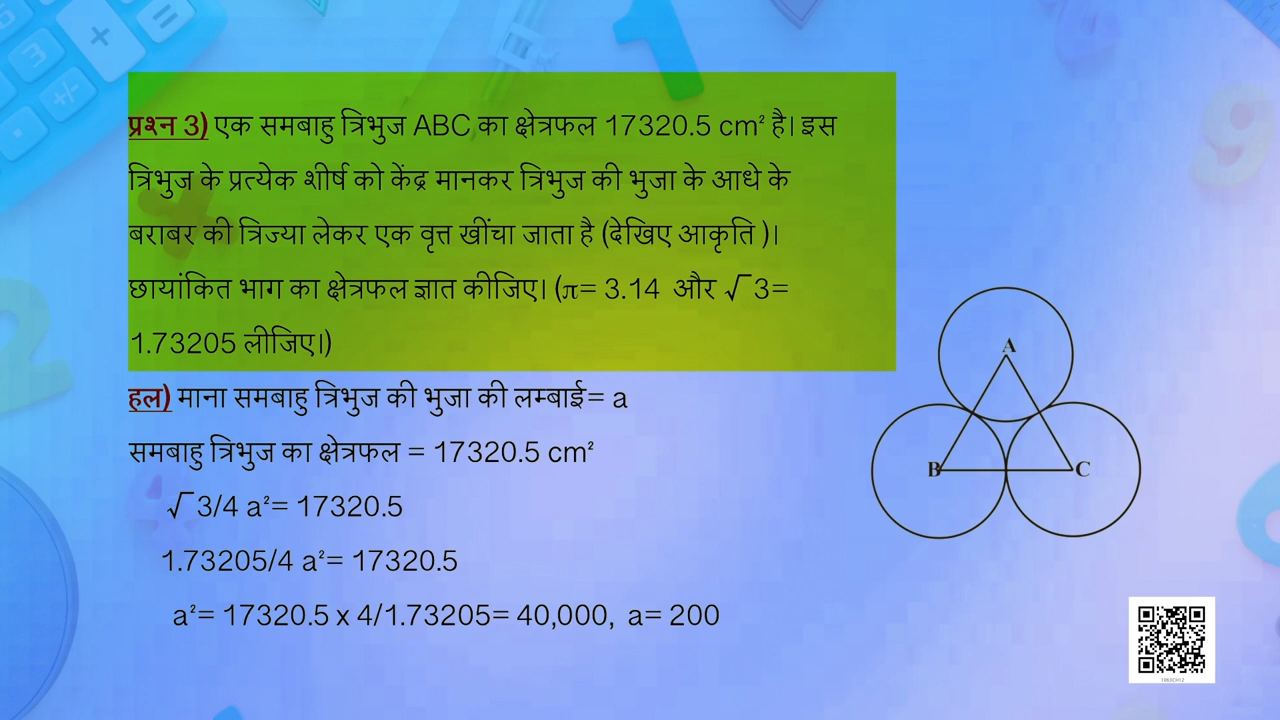 प्रश्न 3) एक समबाहु त्रिभुज ABC का क्षेत्रफल 17320.5 cm² है। इस
त्रिभुज के प्रत्येक शीर्ष को केंद्र मानकर त्रिभुज की भुजा के आधे के
बराबर की त्रिज्या लेकर एक वृत्त खींचा जाता है (देखिए आकृति )।
छायांकित भाग का क्षेत्रफल ज्ञात कीजिए। (π= 3.14 और √3=
1.73205 लीजिए।)
हल) माना समबाहु त्रिभुज की भुजा की लम्बाई= a
समबाहु त्रिभुज का क्षेत्रफल = 17320.5 cm²
√3/4 a²= 17320.5
1.73205/4 a²= 17320.5
a²= 17320.5 x 4/1.73205= 40,000, a= 200
A
B
C
1063CH12